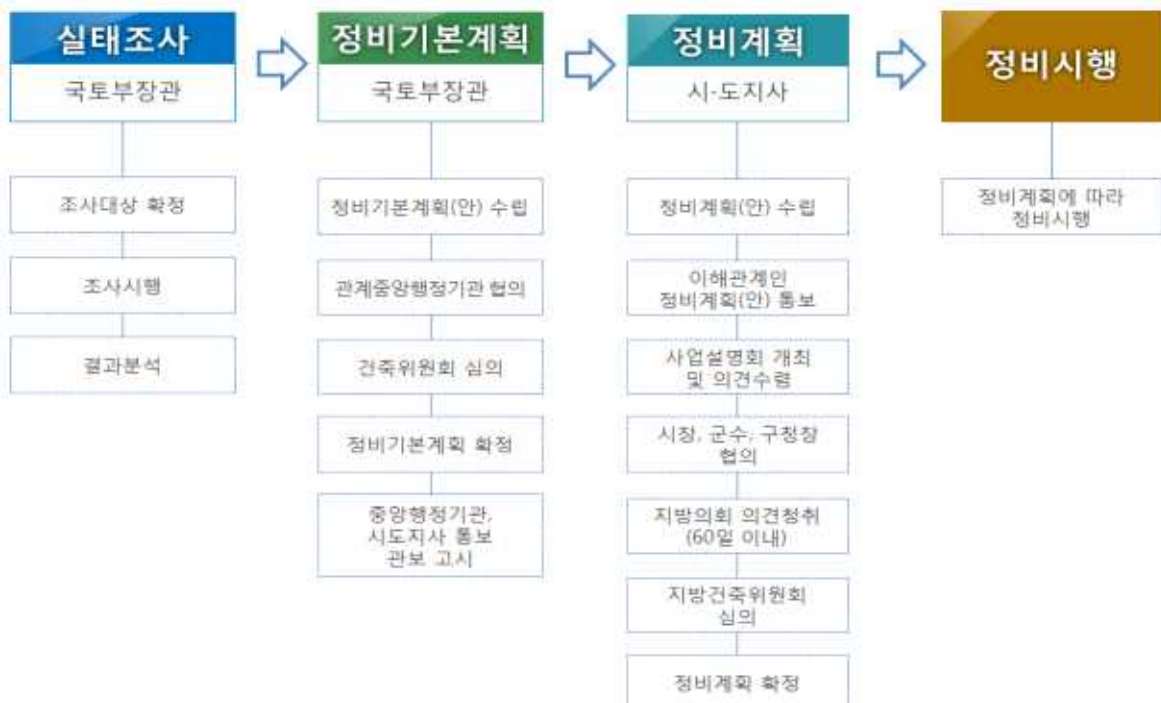 실태조사
국토부장관
조사대상 확정
조사시행
결과분석
정비기본계획
국토부장관
정비기본계획(안) 수립
관계중앙행정기관 협의
건축위원회 심의
정비기본계획 확정
중앙행정기관,
시도지사 통보
관보 고시
정비계획
시-도지사
정비계획(안) 수립
이해관계인
정비계획(안) 통보
사업설명회 개최
및 의견수렴
시장, 군수, 구청장
협의
지방의회 의견청취
(60일 이내)
지방건축위원회
심의
정비계획 확정
정비시행
정비계획에 따라
정비시행